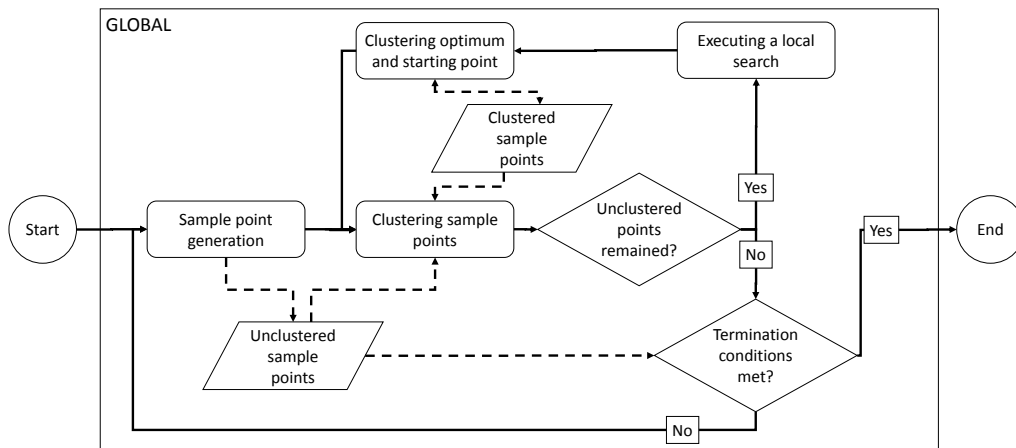 GLOBAL
Clustering optimum
and starting point
Executing a local
search
Clustered
sample
points
Yes
Start
Sample point
generation
Clustering sample
points
Unclustered
points
remained?
Yes
End
No
Unclustered
sample
points
Termination
conditions
met?
No